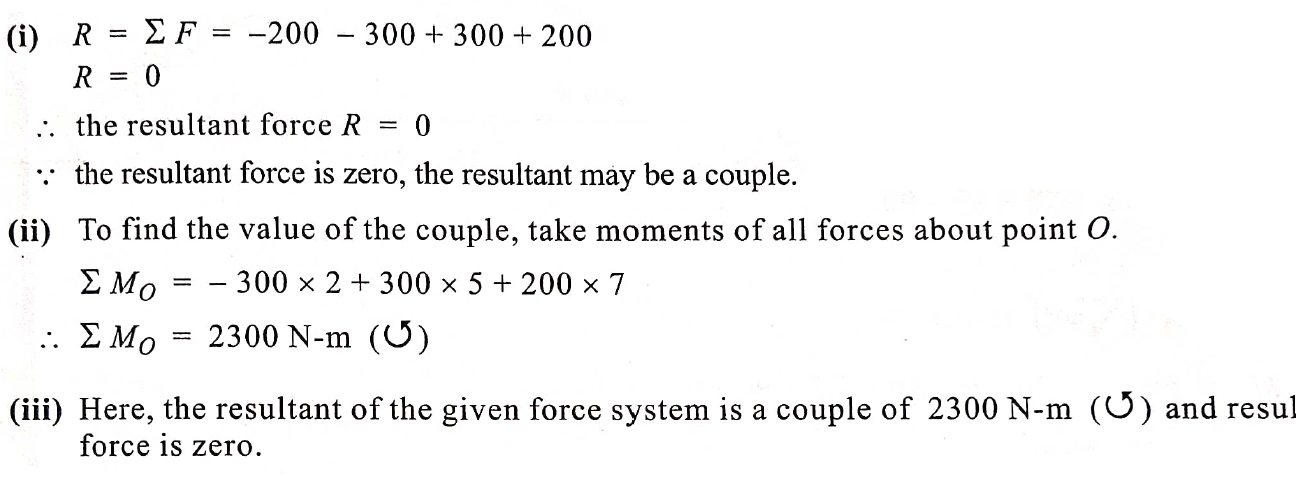 (i) R = Σ F = –200 – 300 + 300 + 200
R = 0
∴ the resultant force R = 0
∵ the resultant force is zero, the resultant may be a couple.
(ii) To find the value of the couple, take moments of all forces about point O.
Σ M_O = – 300 × 2 + 300 × 5 + 200 × 7
∴ Σ M_O = 2300 N-m (↺)
(iii) Here, the resultant of the given force system is a couple of 2300 N-m (↺) and resul
force is zero.